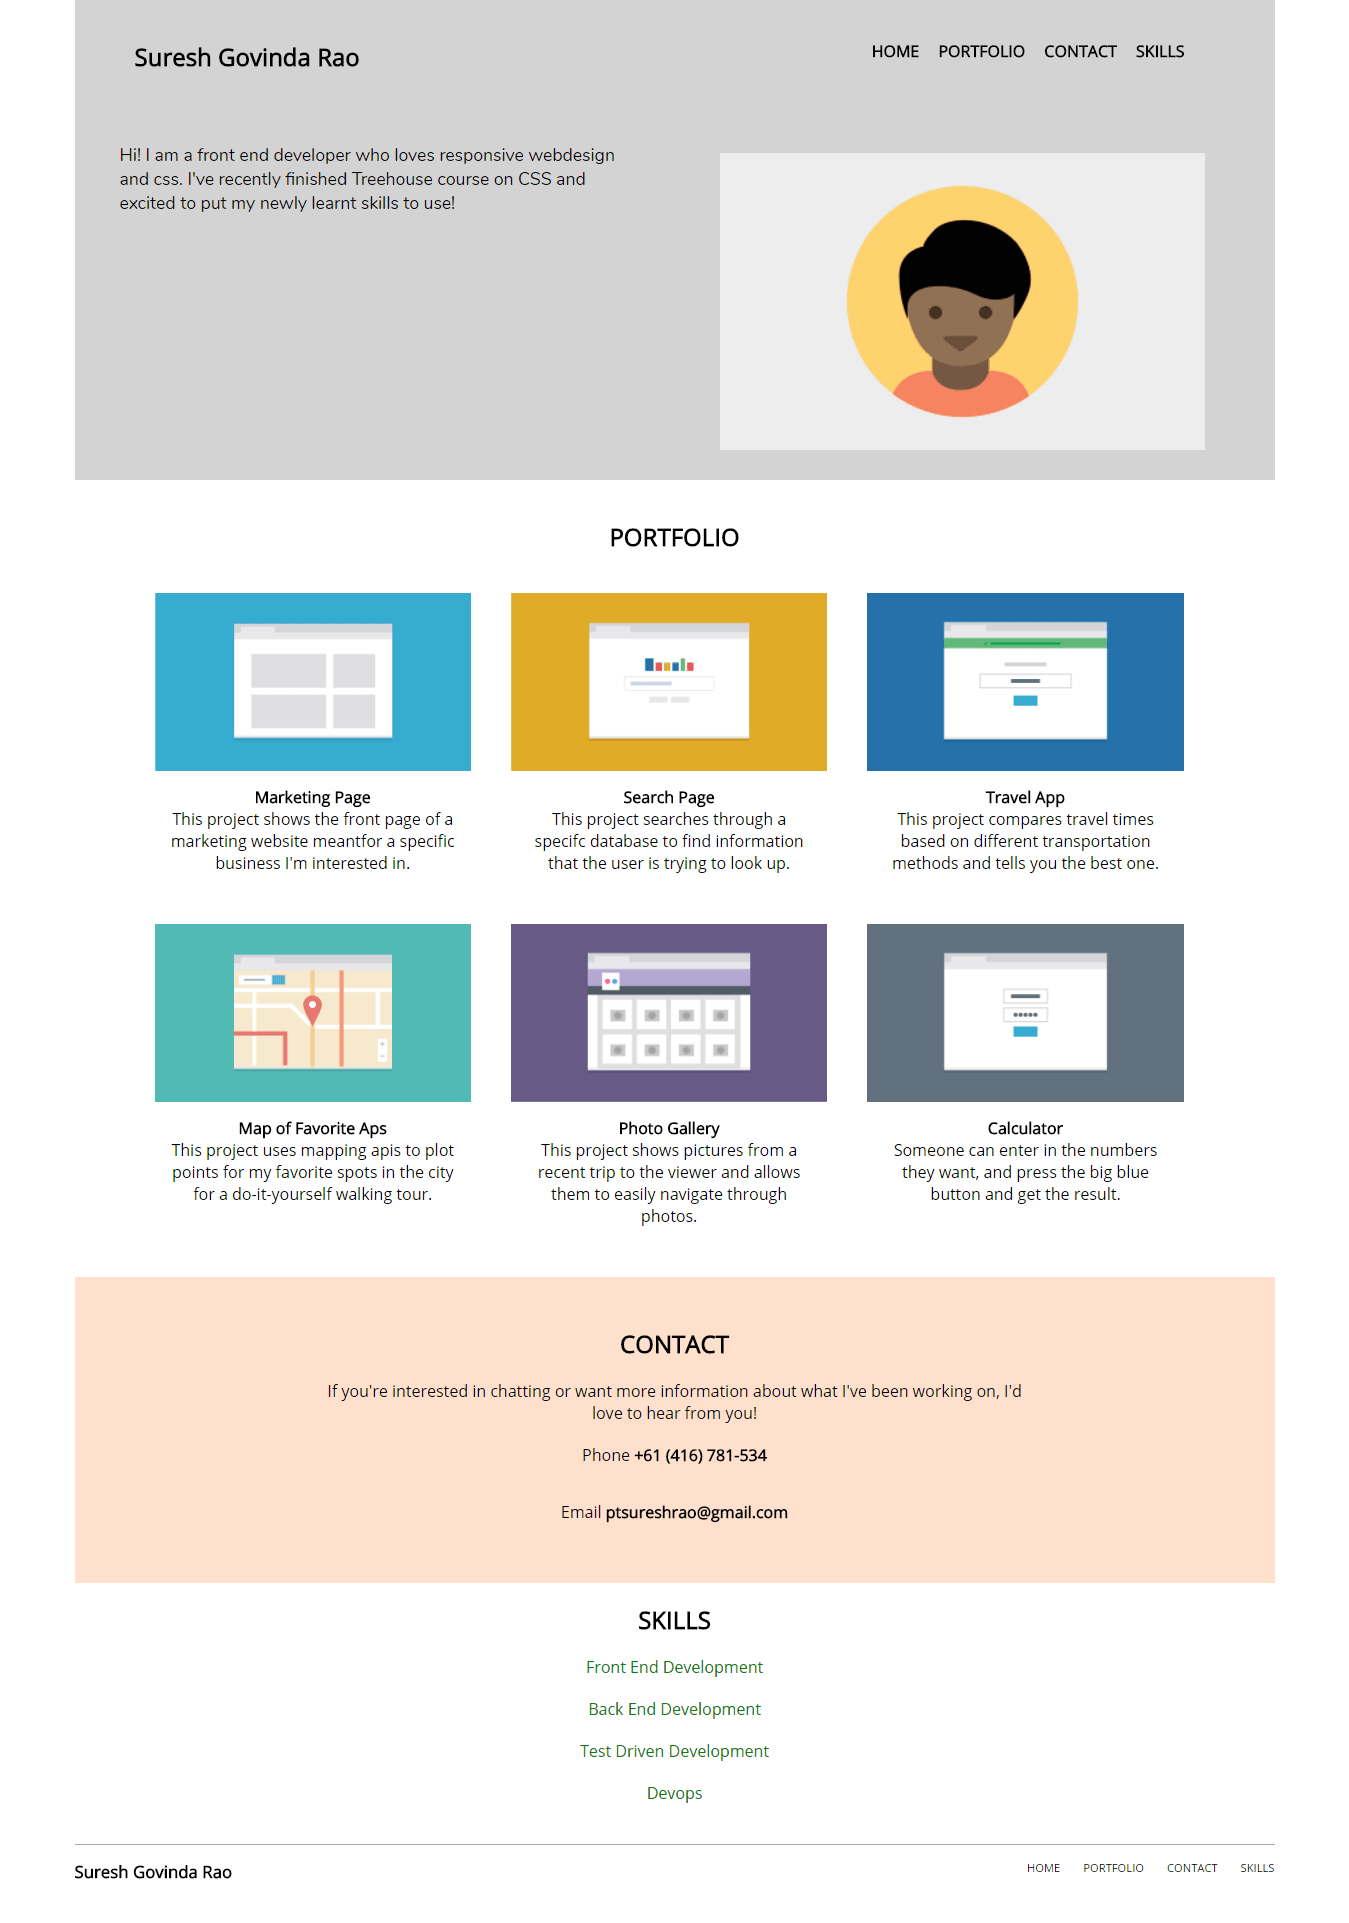 Suresh Govinda Rao
HOME PORTFOLIO CONTACT SKILLS
Hi! I am a front end developer who loves responsive webdesign
and css. I've recently finished Treehouse course on CSS and
excited to put my newly learnt skills to use!
PORTFOLIO
Marketing Page
This project shows the front page of a
marketing website meantfor a specific
business I'm interested in.
Search Page
This project searches through a
specifc database to find information
that the user is trying to look up.
Travel App
This project compares travel times
based on different transportation
methods and tells you the best one.
Map of Favorite Aps
This project uses mapping apis to plot
points for my favorite spots in the city
for a do-it-yourself walking tour.
Photo Gallery
This project shows pictures from a
recent trip to the viewer and allows
them to easily navigate through
photos.
Calculator
Someone can enter in the numbers
they want, and press the big blue
button and get the result.
CONTACT
If you're interested in chatting or want more information about what I've been working on, I'd
love to hear from you!
Phone +61 (416) 781-534
Email ptsureshrao@gmail.com
SKILLS
Front End Development
Back End Development
Test Driven Development
Devops
Suresh Govinda Rao
HOME PORTFOLIO CONTACT SKILLS